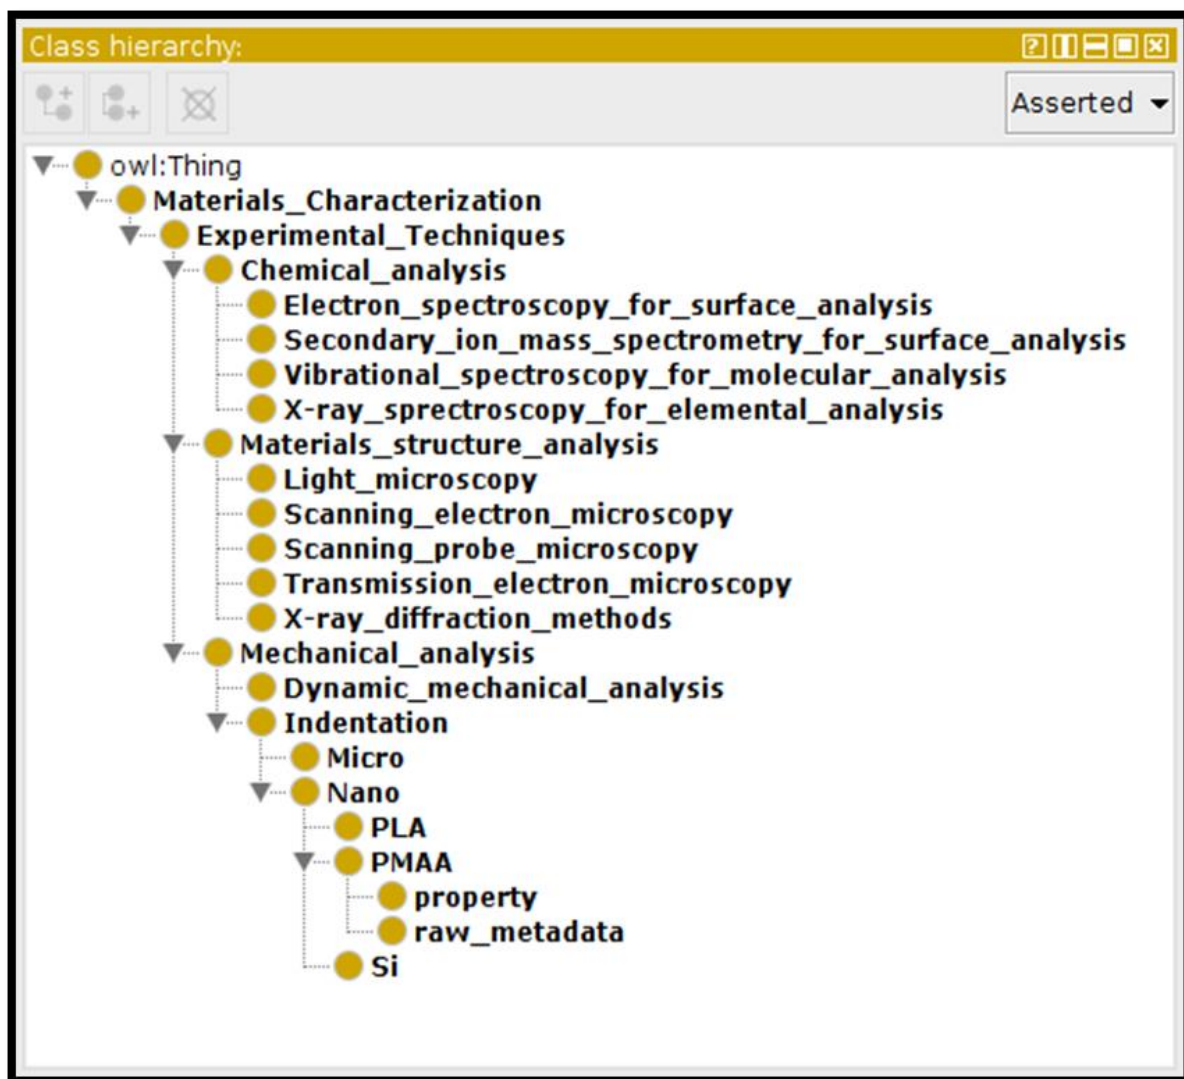 Class hierarchy:
Asserted
owl:Thing
Materials_Characterization
Experimental_Techniques
Chemical_analysis
Electron_spectroscopy_for_surface_analysis
Secondary_ion_mass_spectrometry_for_surface_analysis
Vibrational_spectroscopy_for_molecular_analysis
X-ray_sprectroscopy_for_elemental_analysis
Materials_structure_analysis
Light_microscopy
Scanning_electron_microscopy
Scanning_probe_microscopy
Transmission_electron_microscopy
X-ray_diffraction_methods
Mechanical_analysis
Dynamic_mechanical_analysis
Indentation
Micro
Nano
PLA
PMAA
property
raw_metadata
Si